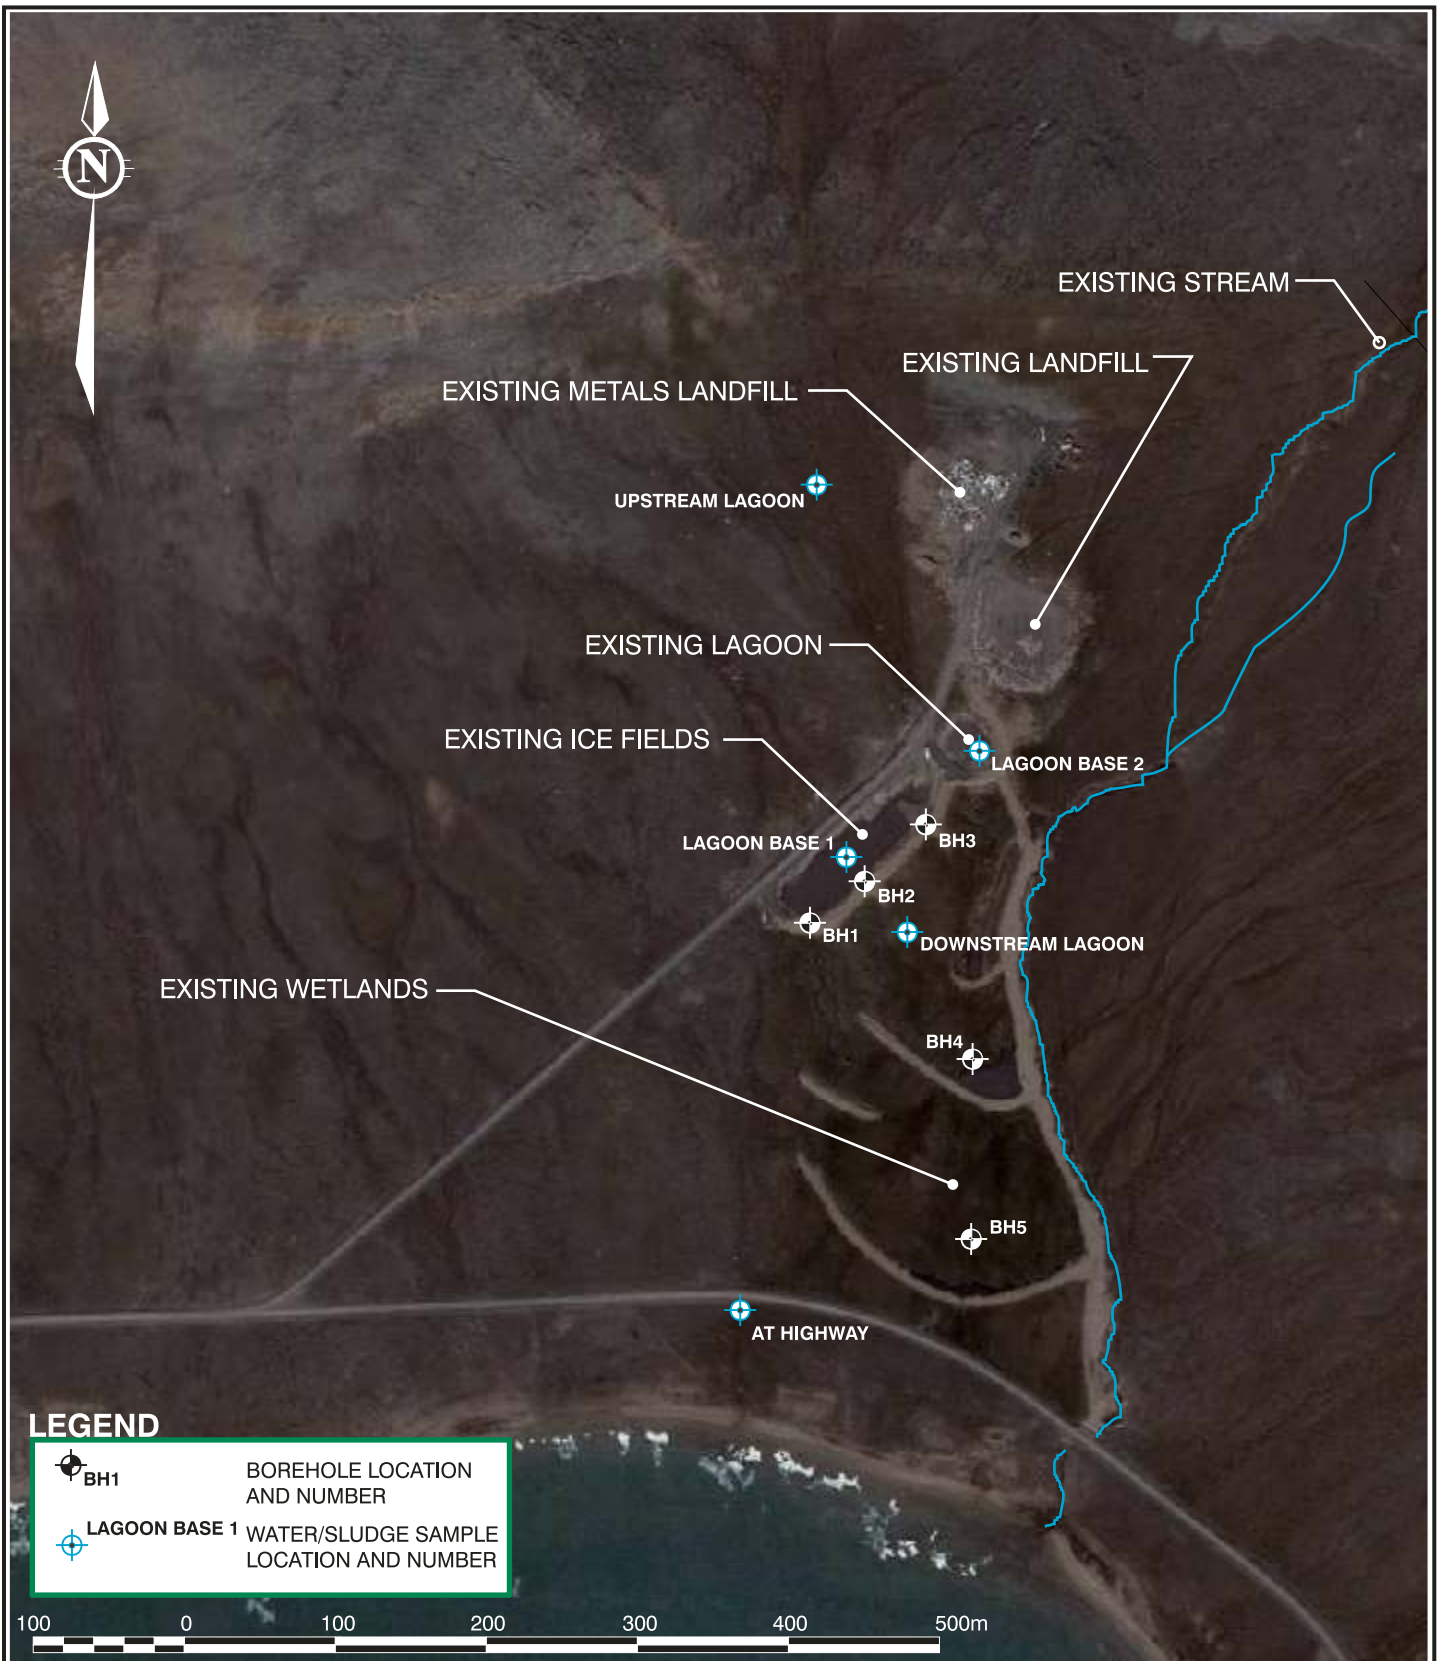 N
EXISTING STREAM
EXISTING LANDFILL
EXISTING METALS LANDFILL
UPSTREAM LAGOON
EXISTING LAGOON
EXISTING ICE FIELDS
LAGOON BASE 2
LAGOON BASE 1
BH3
BH2
BH1
DOWNSTREAM LAGOON
EXISTING WETLANDS
BH4
BH5
AT HIGHWAY
LEGEND
BH1
BOREHOLE LOCATION
AND NUMBER
LAGOON BASE 1
WATER/SLUDGE SAMPLE
LOCATION AND NUMBER
100 0 100 200 300 400 500m